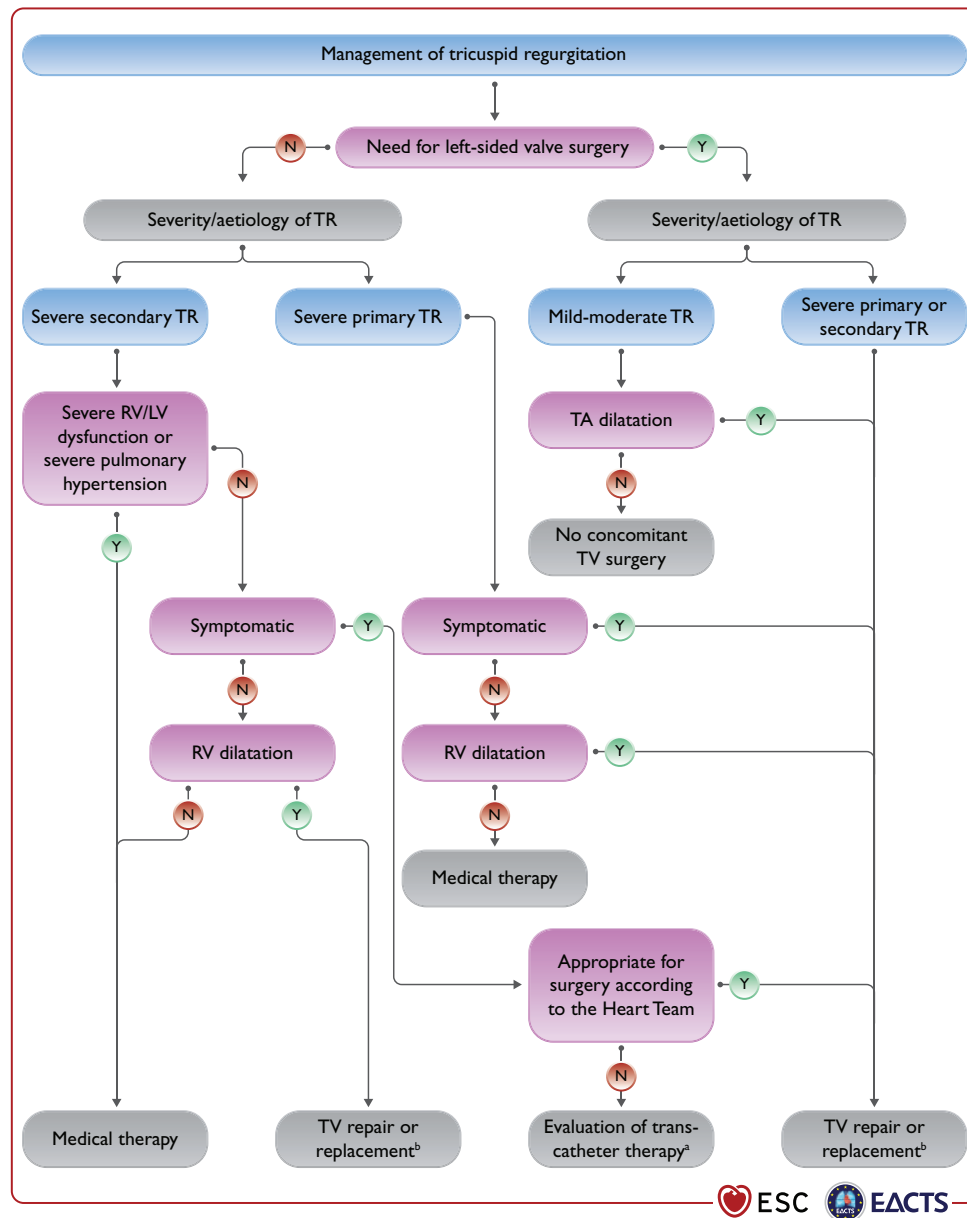 Management of tricuspid regurgitation
N
Need for left-sided valve surgery
Y
Severity/aetiology of TR
Severity/aetiology of TR
Severe secondary TR
Severe primary TR
Mild-moderate TR
Severe primary or
secondary TR
Severe RV/LV
dysfunction or
severe pulmonary
hypertension
TA dilatation
Y
N
N
Y
No concomitant
TV surgery
Symptomatic
Y
Symptomatic
Y
N
N
RV dilatation
RV dilatation
Y
N
Y
N
Medical therapy
Appropriate for
surgery according
to the Heart Team
Y
N
Medical therapy
TV repair or
replacementᵇ
Evaluation of trans-
catheter therapyᵃ
TV repair or
replacementᵇ
ESC
EACTS
EACTS